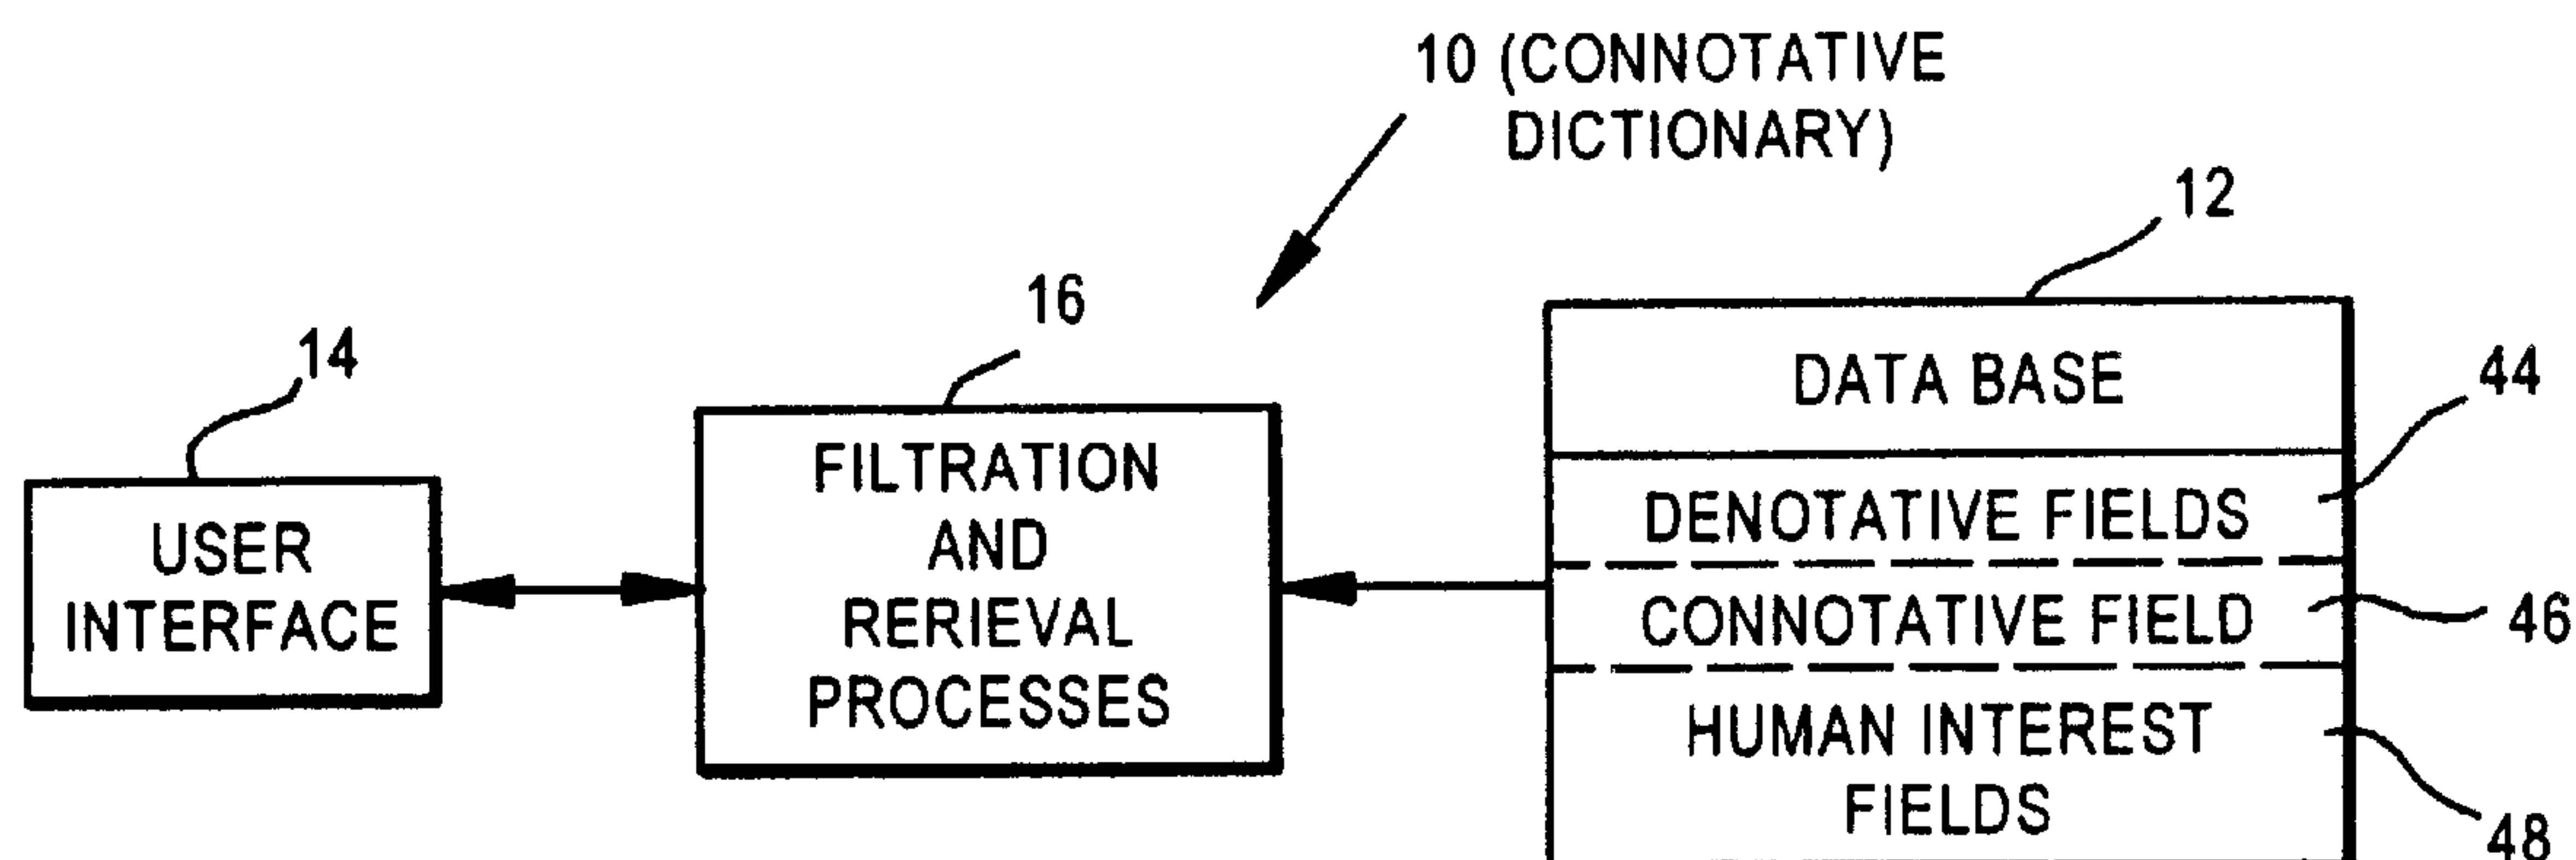 10 (CONNOTATIVE
DICTIONARY)
12
16
14
DATA BASE
44
DENOTATIVE FIELDS
CONNOTATIVE FIELD
46
HUMAN INTEREST
FIELDS
48
FILTRATION
AND
RERIEVAL
PROCESSES
USER
INTERFACE